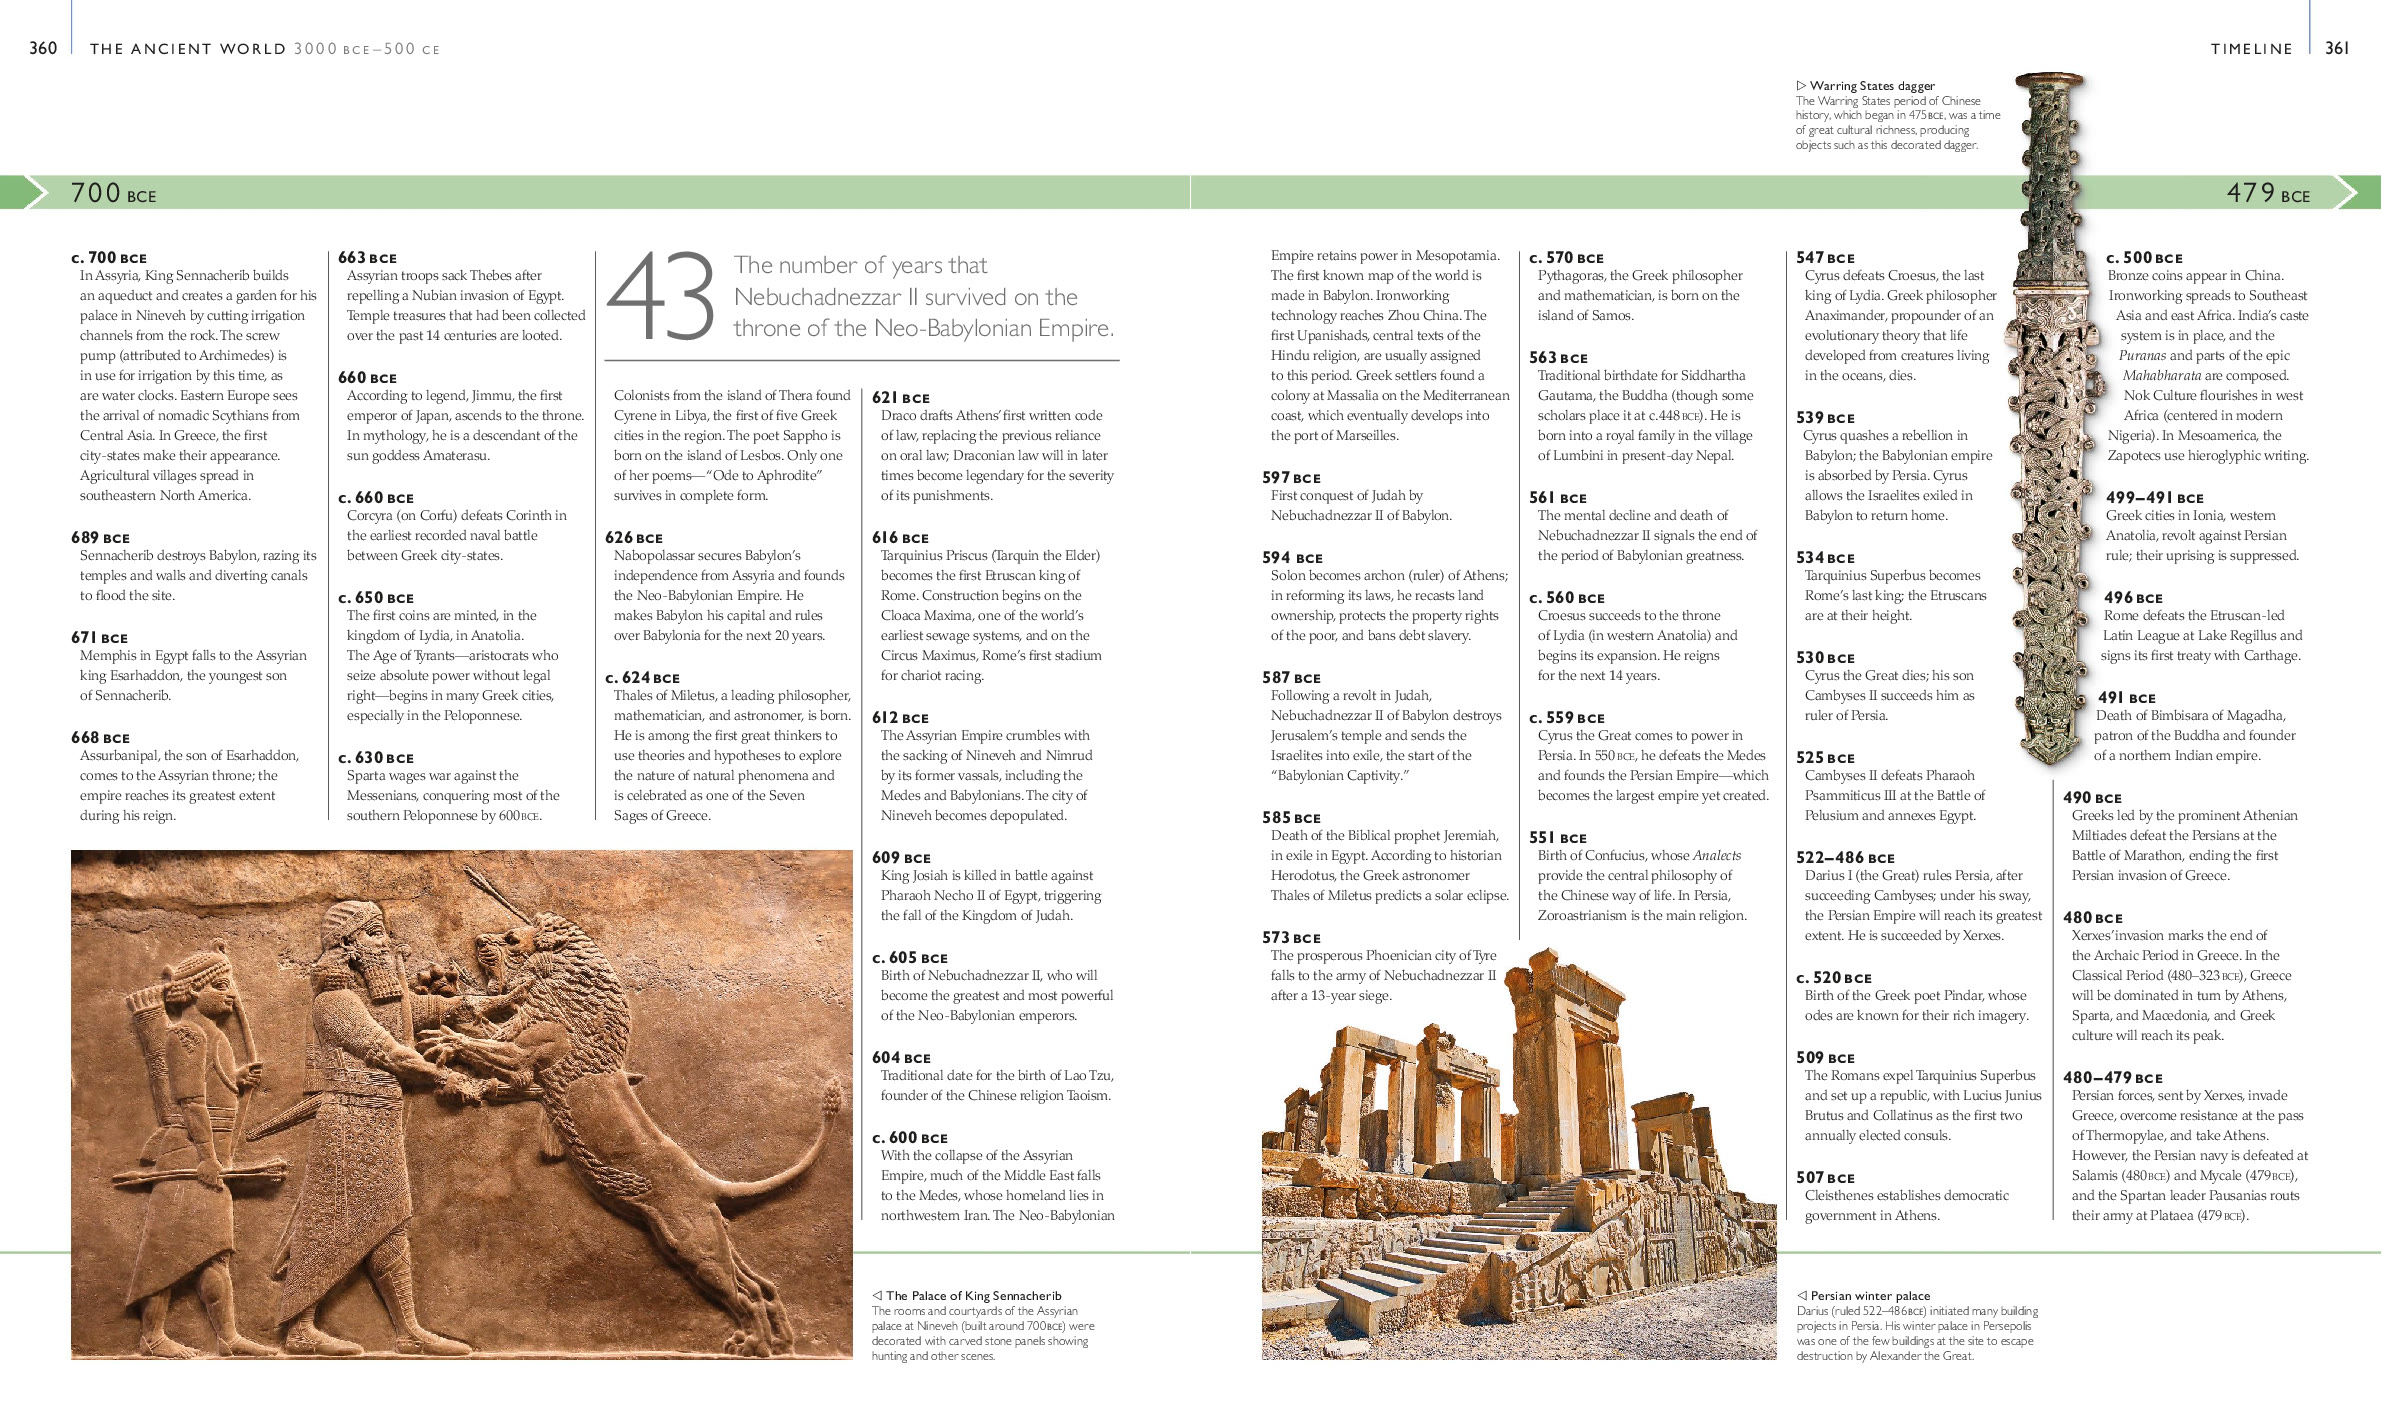 360 THE ANCIENT WORLD 3000 BCE–500 CE
TIMELINE 361
▷ Warring States dagger
The Warring States period of Chinese
history, which began in 475 BCE, was a time
of great cultural richness, producing
objects such as this decorated dagger.
700 BCE
479 BCE
c. 700 BCE
In Assyria, King Sennacherib builds
an aqueduct and creates a garden for his
palace in Nineveh by cutting irrigation
channels from the rock. The screw
pump (attributed to Archimedes) is
in use for irrigation by this time, as
are water clocks. Eastern Europe sees
the arrival of nomadic Scythians from
Central Asia. In Greece, the first
city-states make their appearance.
Agricultural villages spread in
southeastern North America.
689 BCE
Sennacherib destroys Babylon, razing its
temples and walls and diverting canals
to flood the site.
671 BCE
Memphis in Egypt falls to the Assyrian
king Esarhaddon, the youngest son
of Sennacherib.
668 BCE
Assurbanipal, the son of Esarhaddon,
comes to the Assyrian throne; the
empire reaches its greatest extent
during his reign.
663 BCE
Assyrian troops sack Thebes after
repelling a Nubian invasion of Egypt.
Temple treasures that had been collected
over the past 14 centuries are looted.
660 BCE
According to legend, Jimmu, the first
emperor of Japan, ascends to the throne.
In mythology, he is a descendant of the
sun goddess Amaterasu.
c. 660 BCE
Corcyra (on Corfu) defeats Corinth in
the earliest recorded naval battle
between Greek city-states.
c. 650 BCE
The first coins are minted, in the
kingdom of Lydia, in Anatolia.
The Age of Tyrants—aristocrats who
seize absolute power without legal
right—begins in many Greek cities,
especially in the Peloponnese.
c. 630 BCE
Sparta wages war against the
Messenians, conquering most of the
southern Peloponnese by 600 BCE.
43
The number of years that
Nebuchadnezzar II survived on the
throne of the Neo-Babylonian Empire.
Colonists from the island of Thera found
Cyrene in Libya, the first of five Greek
cities in the region. The poet Sappho is
born on the island of Lesbos. Only one
of her poems—“Ode to Aphrodite”
survives in complete form.
626 BCE
Nabopolassar secures Babylon’s
independence from Assyria and founds
the Neo-Babylonian Empire. He
makes Babylon his capital and rules
over Babylonia for the next 20 years.
c. 624 BCE
Thales of Miletus, a leading philosopher,
mathematician, and astronomer, is born.
He is among the first great thinkers to
use theories and hypotheses to explore
the nature of natural phenomena and
is celebrated as one of the Seven
Sages of Greece.
621 BCE
Draco drafts Athens’ first written code
of law, replacing the previous reliance
on oral law; Draconian law will in later
times become legendary for the severity
of its punishments.
616 BCE
Tarquinius Priscus (Tarquin the Elder)
becomes the first Etruscan king of
Rome. Construction begins on the
Cloaca Maxima, one of the world’s
earliest sewage systems, and on the
Circus Maximus, Rome’s first stadium
for chariot racing.
612 BCE
The Assyrian Empire crumbles with
the sacking of Nineveh and Nimrud
by its former vassals, including the
Medes and Babylonians. The city of
Nineveh becomes depopulated.
609 BCE
King Josiah is killed in battle against
Pharaoh Necho II of Egypt, triggering
the fall of the Kingdom of Judah.
c. 605 BCE
Birth of Nebuchadnezzar II, who will
become the greatest and most powerful
of the Neo-Babylonian emperors.
604 BCE
Traditional date for the birth of Lao Tzu,
founder of the Chinese religion Taoism.
c. 600 BCE
With the collapse of the Assyrian
Empire, much of the Middle East falls
to the Medes, whose homeland lies in
northwestern Iran. The Neo-Babylonian
◁ The Palace of King Sennacherib
The rooms and courtyards of the Assyrian
palace at Nineveh (built around 700 BCE) were
decorated with carved stone panels showing
hunting and other scenes.
Empire retains power in Mesopotamia.
The first known map of the world is
made in Babylon. Ironworking
technology reaches Zhou China. The
first Upanishads, central texts of the
Hindu religion, are usually assigned
to this period. Greek settlers found a
colony at Massalia on the Mediterranean
coast, which eventually develops into
the port of Marseilles.
597 BCE
First conquest of Judah by
Nebuchadnezzar II of Babylon.
594 BCE
Solon becomes archon (ruler) of Athens;
in reforming its laws, he recasts land
ownership, protects the property rights
of the poor, and bans debt slavery.
587 BCE
Following a revolt in Judah,
Nebuchadnezzar II of Babylon destroys
Jerusalem’s temple and sends the
Israelites into exile, the start of the
“Babylonian Captivity.”
585 BCE
Death of the Biblical prophet Jeremiah,
in exile in Egypt. According to historian
Herodotus, the Greek astronomer
Thales of Miletus predicts a solar eclipse.
573 BCE
The prosperous Phoenician city of Tyre
falls to the army of Nebuchadnezzar II
after a 13-year siege.
c. 570 BCE
Pythagoras, the Greek philosopher
and mathematician, is born on the
island of Samos.
563 BCE
Traditional birthdate for Siddhartha
Gautama, the Buddha (though some
scholars place it at c.448 BCE). He is
born into a royal family in the village
of Lumbini in present-day Nepal.
561 BCE
The mental decline and death of
Nebuchadnezzar II signals the end of
the period of Babylonian greatness.
c. 560 BCE
Croesus succeeds to the throne
of Lydia (in western Anatolia) and
begins its expansion. He reigns
for the next 14 years.
c. 559 BCE
Cyrus the Great comes to power in
Persia. In 550 BCE, he defeats the Medes
and founds the Persian Empire—which
becomes the largest empire yet created.
551 BCE
Birth of Confucius, whose Analects
provide the central philosophy of
the Chinese way of life. In Persia,
Zoroastrianism is the main religion.
547 BCE
Cyrus defeats Croesus, the last
king of Lydia. Greek philosopher
Anaximander, propounder of an
evolutionary theory that life
developed from creatures living
in the oceans, dies.
539 BCE
Cyrus quashes a rebellion in
Babylon; the Babylonian empire
is absorbed by Persia. Cyrus
allows the Israelites exiled in
Babylon to return home.
534 BCE
Tarquinius Superbus becomes
Rome’s last king; the Etruscans
are at their height.
530 BCE
Cyrus the Great dies; his son
Cambyses II succeeds him as
ruler of Persia.
525 BCE
Cambyses II defeats Pharaoh
Psammiticus III at the Battle of
Pelusium and annexes Egypt.
522–486 BCE
Darius I (the Great) rules Persia, after
succeeding Cambyses; under his sway,
the Persian Empire will reach its greatest
extent. He is succeeded by Xerxes.
c. 520 BCE
Birth of the Greek poet Pindar, whose
odes are known for their rich imagery.
509 BCE
The Romans expel Tarquinius Superbus
and set up a republic, with Lucius Junius
Brutus and Collatinus as the first two
annually elected consuls.
507 BCE
Cleisthenes establishes democratic
government in Athens.
c. 500 BCE
Bronze coins appear in China.
Ironworking spreads to Southeast
Asia and east Africa. India’s caste
system is in place, and the
Puranas and parts of the epic
Mahabharata are composed.
Nok Culture flourishes in west
Africa (centered in modern
Nigeria). In Mesoamerica, the
Zapotecs use hieroglyphic writing.
499–491 BCE
Greek cities in Ionia, western
Anatolia, revolt against Persian
rule; their uprising is suppressed.
496 BCE
Rome defeats the Etruscan-led
Latin League at Lake Regillus and
signs its first treaty with Carthage.
491 BCE
Death of Bimbisara of Magadha,
patron of the Buddha and founder
of a northern Indian empire.
490 BCE
Greeks led by the prominent Athenian
Miltiades defeat the Persians at the
Battle of Marathon, ending the first
Persian invasion of Greece.
480 BCE
Xerxes’ invasion marks the end of
the Archaic Period in Greece. In the
Classical Period (480–323 BCE), Greece
will be dominated in turn by Athens,
Sparta, and Macedonia, and Greek
culture will reach its peak.
480–479 BCE
Persian forces, sent by Xerxes, invade
Greece, overcome resistance at the pass
of Thermopylae, and take Athens.
However, the Persian navy is defeated at
Salamis (480 BCE) and Mycale (479 BCE),
and the Spartan leader Pausanias routs
their army at Plataea (479 BCE).
◁ Persian winter palace
Darius (ruled 522–486 BCE) initiated many building
projects in Persia. His winter palace in Persepolis
was one of the few buildings at the site to escape
destruction by Alexander the Great.